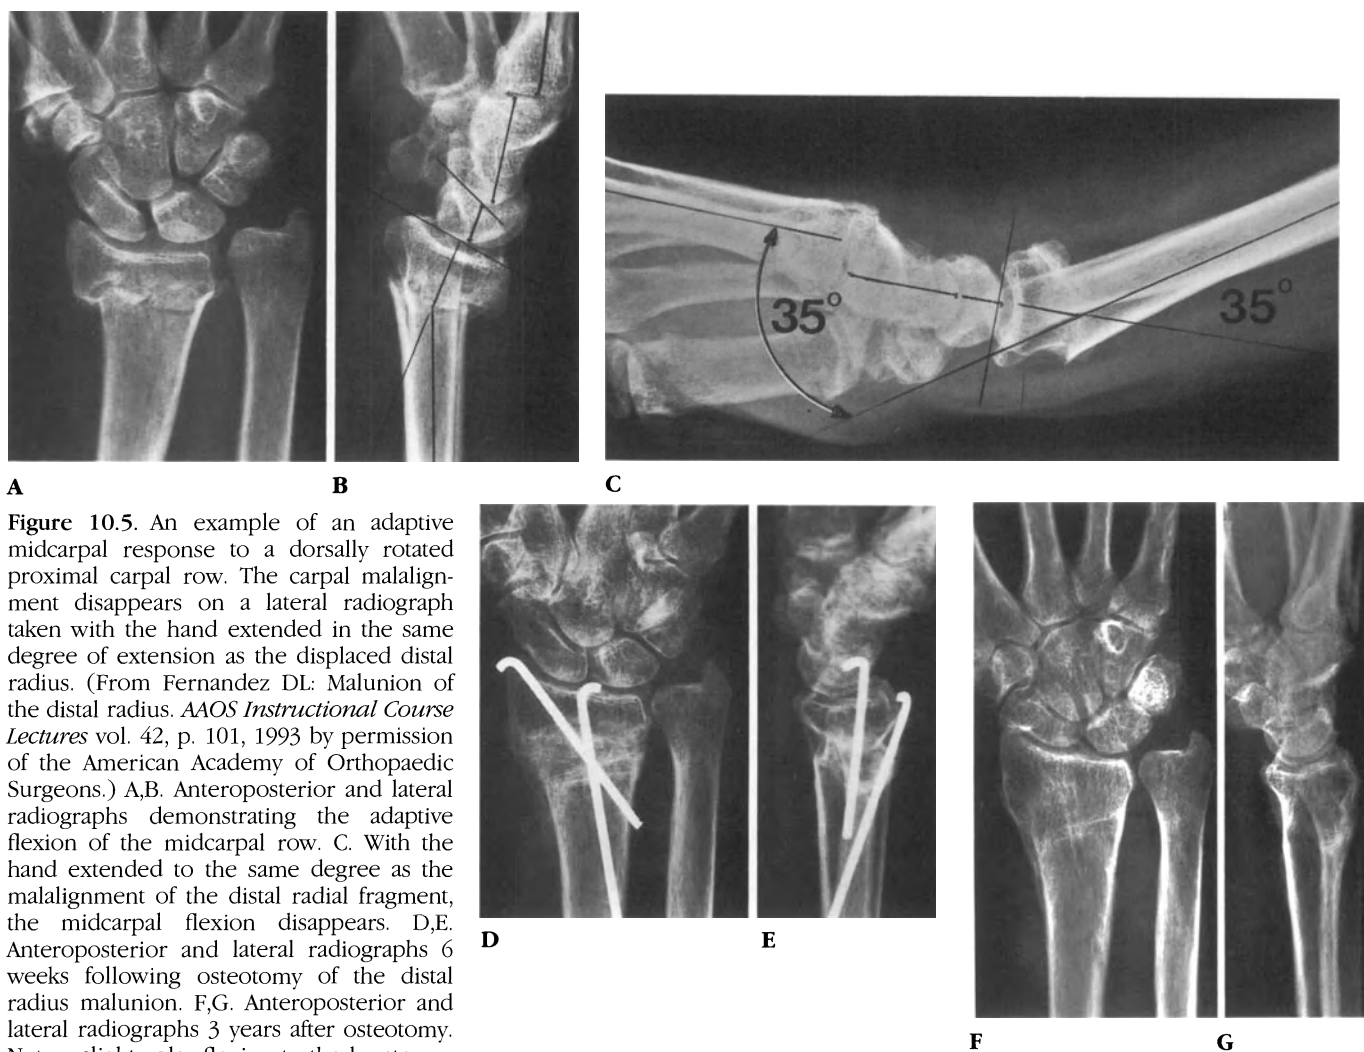 35°
35°
A
B
C
Figure 10.5. An example of an adaptive
midcarpal response to a dorsally rotated
proximal carpal row. The carpal malalign-
ment disappears on a lateral radiograph
taken with the hand extended in the same
degree of extension as the displaced distal
radius. (From Fernandez DL: Malunion of
the distal radius. AAOS Instructional Course
Lectures vol. 42, p. 101, 1993 by permission
of the American Academy of Orthopaedic
Surgeons.) A,B. Anteroposterior and lateral
radiographs demonstrating the adaptive
flexion of the midcarpal row. C. With the
hand extended to the same degree as the
malalignment of the distal radial fragment,
the midcarpal flexion disappears. D,E.
Anteroposterior and lateral radiographs 6
weeks following osteotomy of the distal
radius malunion. F,G. Anteroposterior and
lateral radiographs 3 years after osteotomy.
D
E
F
G